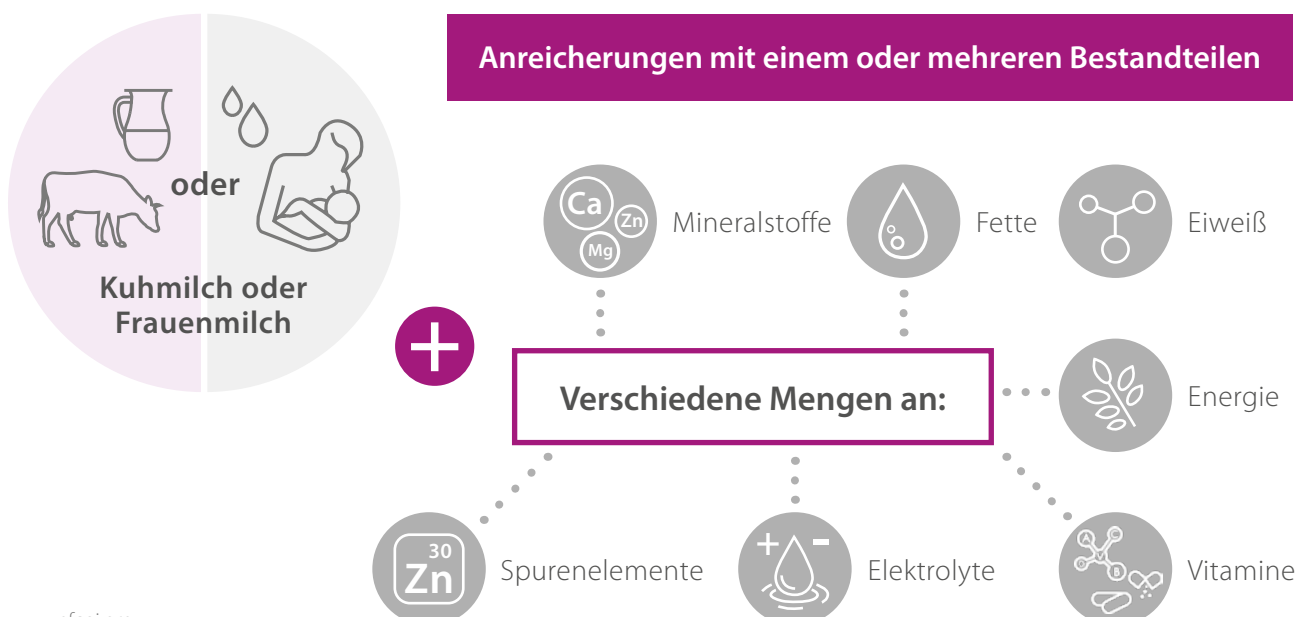 Anreicherungen mit einem oder mehreren Bestandteilen
oder
Kuhmilch oder
Frauenmilch
Ca
Zn
Mg
Mineralstoffe
Fette
Eiweiß
+
Verschiedene Mengen an:
Energie
30
Zn
Spurenelemente
+ -
Elektrolyte
Vitamine